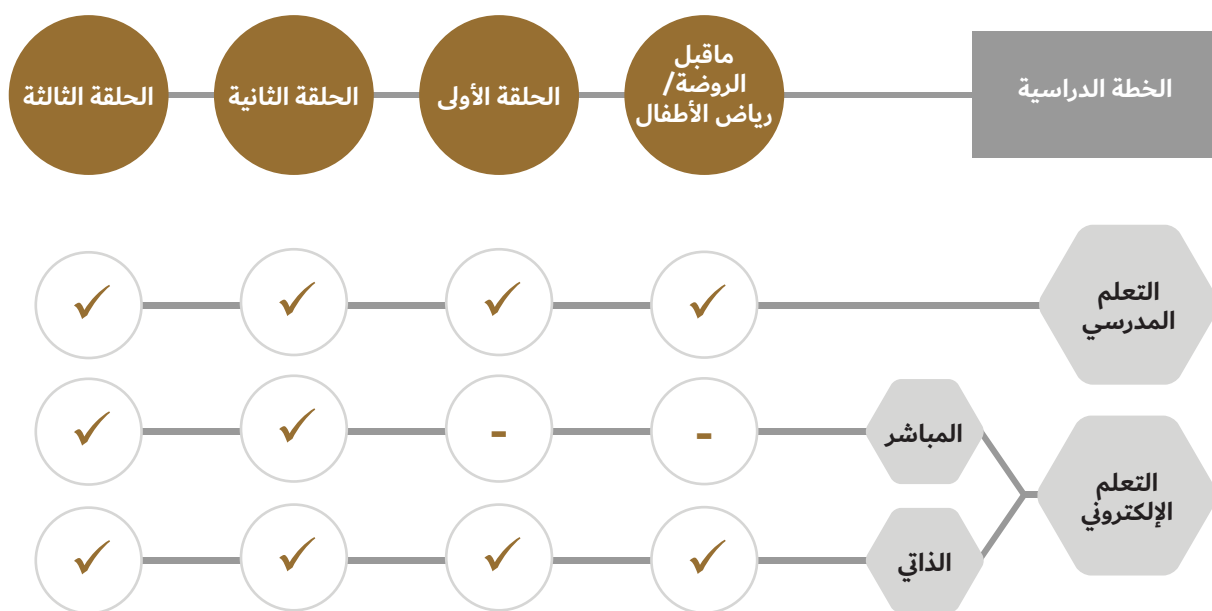 الخطة الدراسية
ماقبل
الروضة/
رياض الأطفال
الحلقة الأولى
الحلقة الثانية
الحلقة الثالثة
التعلم
المدرسي
✓ ✓ ✓ ✓
التعلم
الإلكتروني
المباشر
- - ✓ ✓
الذاتي
✓ ✓ ✓ ✓